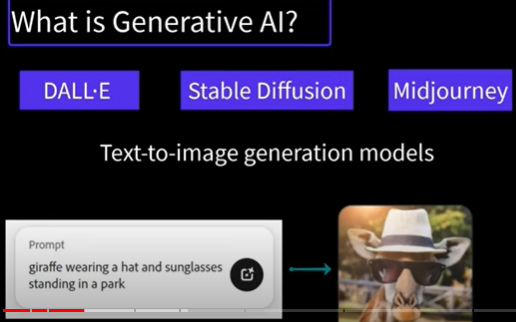 What is Generative AI?
DALL·E
Stable Diffusion
Midjourney
Text-to-image generation models
Prompt
giraffe wearing a hat and sunglasses
standing in a park